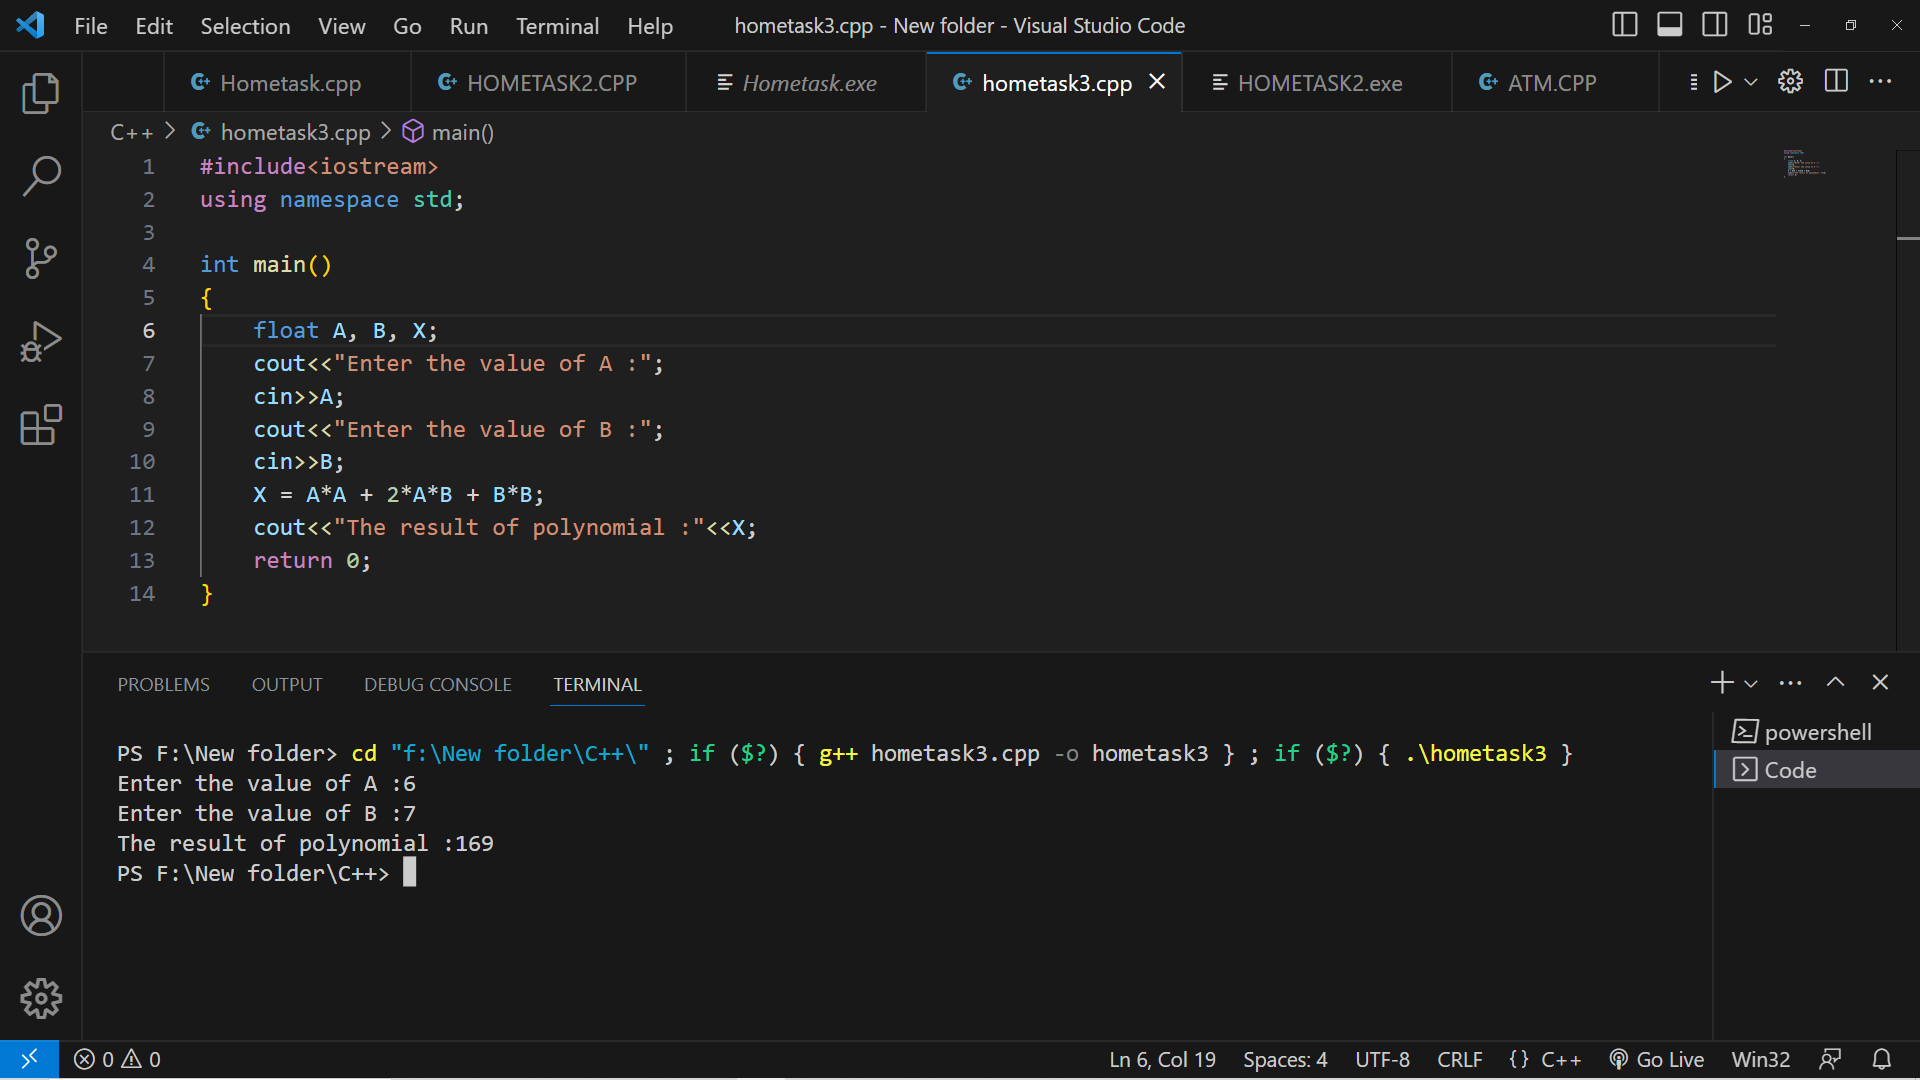 File Edit Selection View Go Run Terminal Help hometask3.cpp - New folder - Visual Studio Code
Hometask.cpp HOMETASK2.CPP Hometask.exe hometask3.cpp HOMETASK2.exe ATM.CPP
C++ > hometask3.cpp > main()
1 #include<iostream>
2 using namespace std;
3
4 int main()
5 {
6     float A, B, X;
7     cout<<"Enter the value of A :";
8     cin>>A;
9     cout<<"Enter the value of B :";
10     cin>>B;
11     X = A*A + 2*A*B + B*B;
12     cout<<"The result of polynomial :"<<X;
13     return 0;
14 }
PROBLEMS OUTPUT DEBUG CONSOLE TERMINAL
PS F:\New folder> cd "f:\New folder\C++\" ; if ($?) { g++ hometask3.cpp -o hometask3 } ; if ($?) { .\hometask3 }
Enter the value of A :6
Enter the value of B :7
The result of polynomial :169
PS F:\New folder\C++>
powershell
Code
0 0 Ln 6, Col 19 Spaces: 4 UTF-8 CRLF {} C++ Go Live Win32